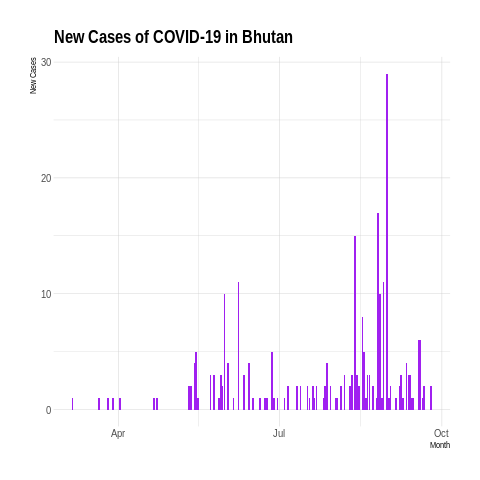 New Cases of COVID-19 in Bhutan
New Cases
30
20
10
0
Apr
Jul
Oct
Month